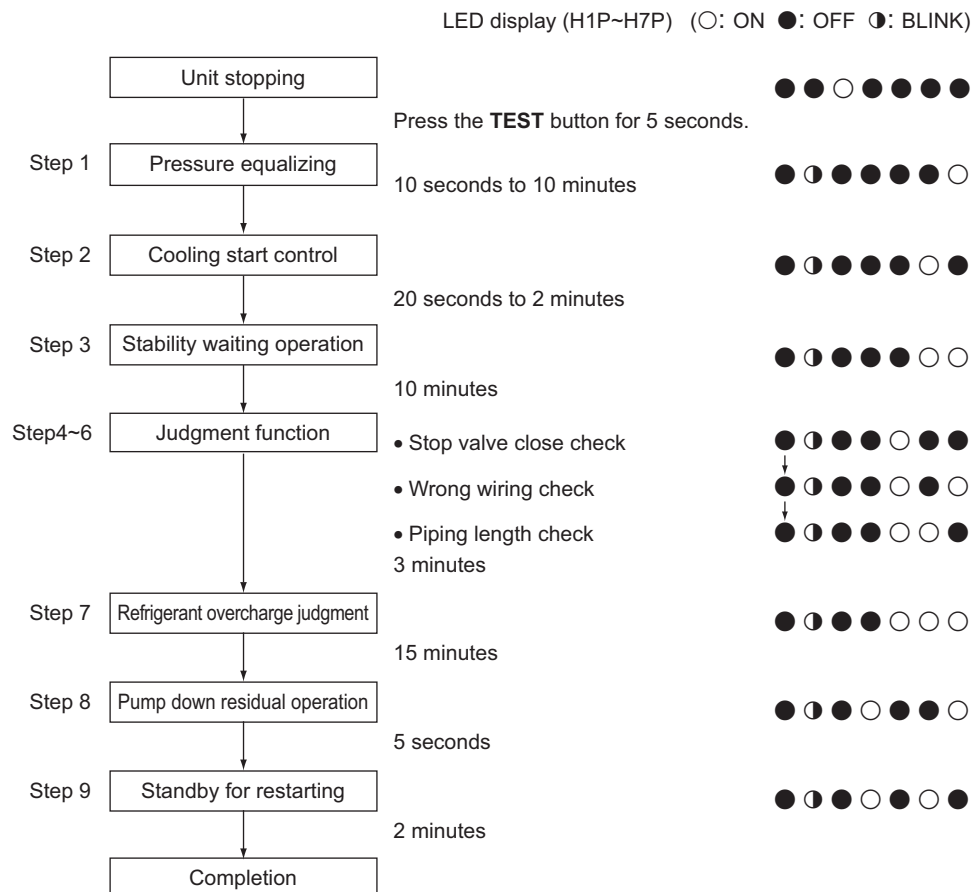 LED display (H1P~H7P) (○: ON ●: OFF ◑: BLINK)
Unit stopping
● ● ○ ● ● ● ●
Press the TEST button for 5 seconds.
Step 1 Pressure equalizing
● ◑ ● ● ● ● ○
10 seconds to 10 minutes
Step 2 Cooling start control
● ◑ ● ● ● ○ ●
20 seconds to 2 minutes
Step 3 Stability waiting operation
● ◑ ● ● ● ○ ○
10 minutes
Step4~6 Judgment function
• Stop valve close check ● ◑ ● ● ○ ● ●
• Wrong wiring check ● ◑ ● ● ○ ● ○
• Piping length check ● ◑ ● ● ○ ○ ●
3 minutes
Step 7 Refrigerant overcharge judgment
● ◑ ● ● ○ ○ ○
15 minutes
Step 8 Pump down residual operation
● ◑ ● ○ ● ● ○
5 seconds
Step 9 Standby for restarting
● ◑ ● ○ ● ○ ●
2 minutes
Completion